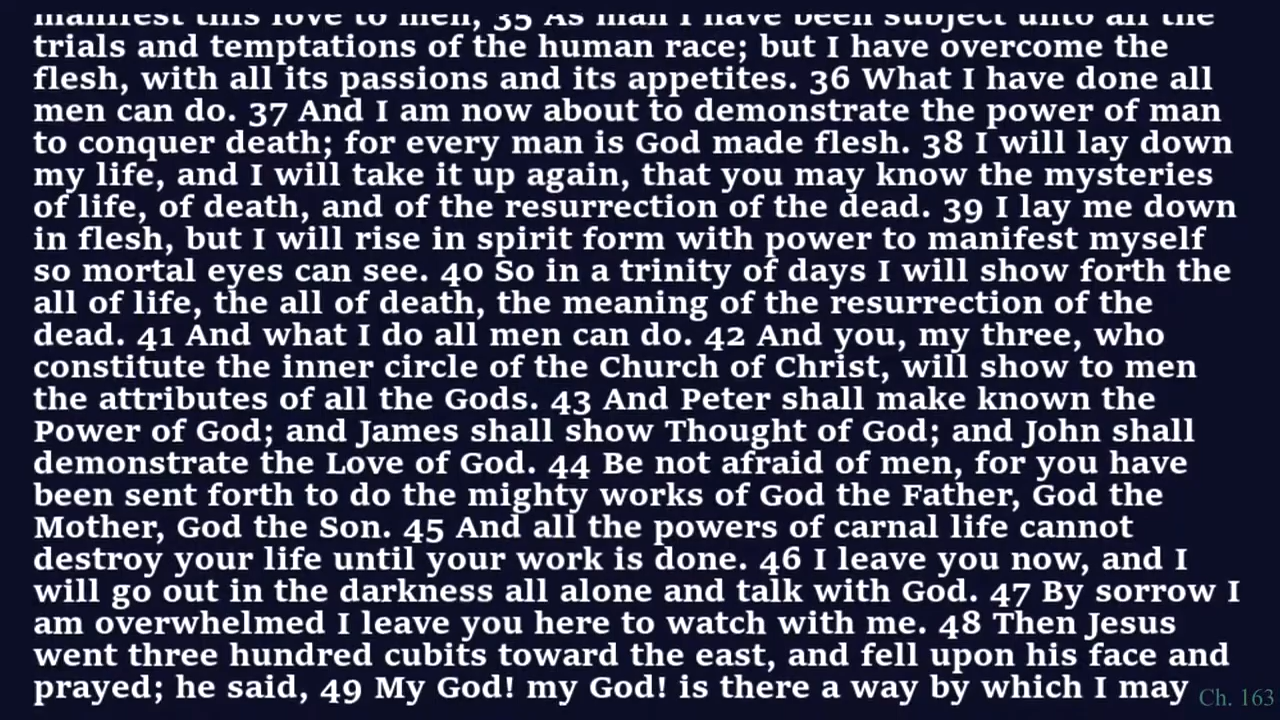 manifest this love to men, 35 As man I have been subject unto all the
trials and temptations of the human race; but I have overcome the
flesh, with all its passions and its appetites. 36 What I have done all
men can do. 37 And I am now about to demonstrate the power of man
to conquer death; for every man is God made flesh. 38 I will lay down
my life, and I will take it up again, that you may know the mysteries
of life, of death, and of the resurrection of the dead. 39 I lay me down
in flesh, but I will rise in spirit form with power to manifest myself
so mortal eyes can see. 40 So in a trinity of days I will show forth the
all of life, the all of death, the meaning of the resurrection of the
dead. 41 And what I do all men can do. 42 And you, my three, who
constitute the inner circle of the Church of Christ, will show to men
the attributes of all the Gods. 43 And Peter shall make known the
Power of God; and James shall show Thought of God; and John shall
demonstrate the Love of God. 44 Be not afraid of men, for you have
been sent forth to do the mighty works of God the Father, God the
Mother, God the Son. 45 And all the powers of carnal life cannot
destroy your life until your work is done. 46 I leave you now, and I
will go out in the darkness all alone and talk with God. 47 By sorrow I
am overwhelmed I leave you here to watch with me. 48 Then Jesus
went three hundred cubits toward the east, and fell upon his face and
prayed; he said, 49 My God! my God! is there a way by which I may
Ch. 163